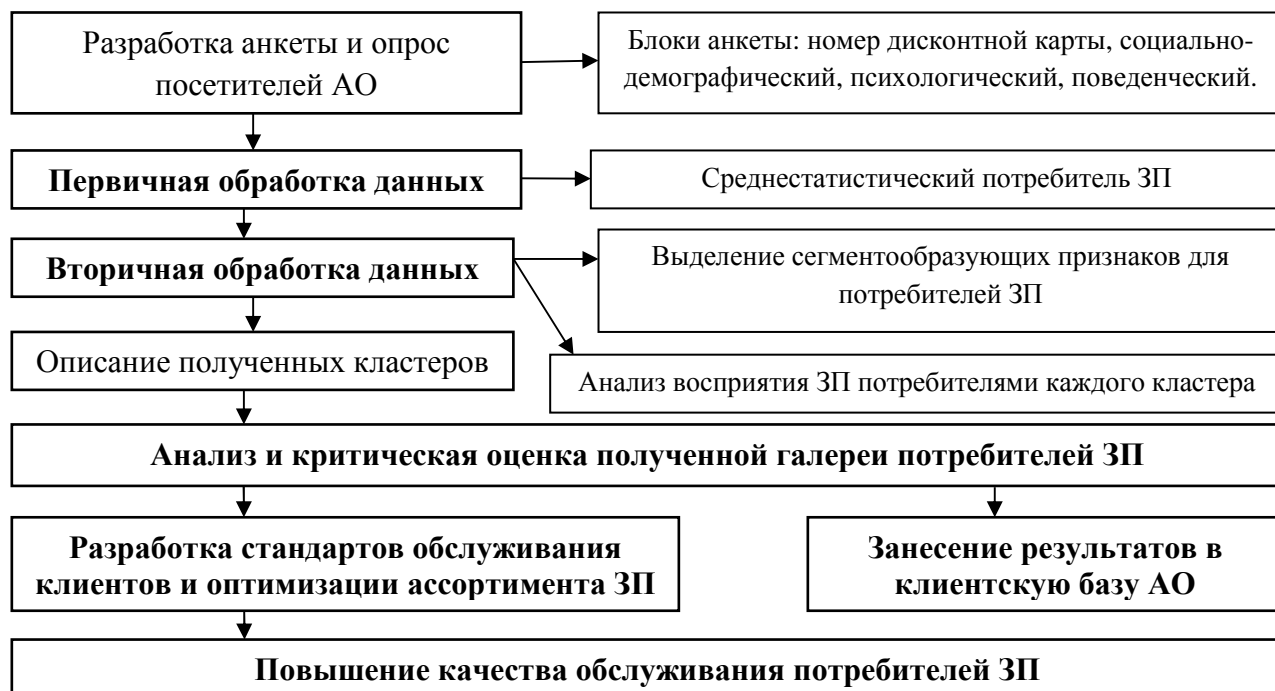 Разработка анкеты и опрос
посетителей АО
Блоки анкеты: номер дисконтной карты, социально-
демографический, психологический, поведенческий.
Первичная обработка данных
Среднестатистический потребитель ЗП
Вторичная обработка данных
Выделение сегментообразующих признаков для
потребителей ЗП
Описание полученных кластеров
Анализ восприятия ЗП потребителями каждого кластера
Анализ и критическая оценка полученной галереи потребителей ЗП
Разработка стандартов обслуживания
клиентов и оптимизации ассортимента ЗП
Занесение результатов в
клиентскую базу АО
Повышение качества обслуживания потребителей ЗП